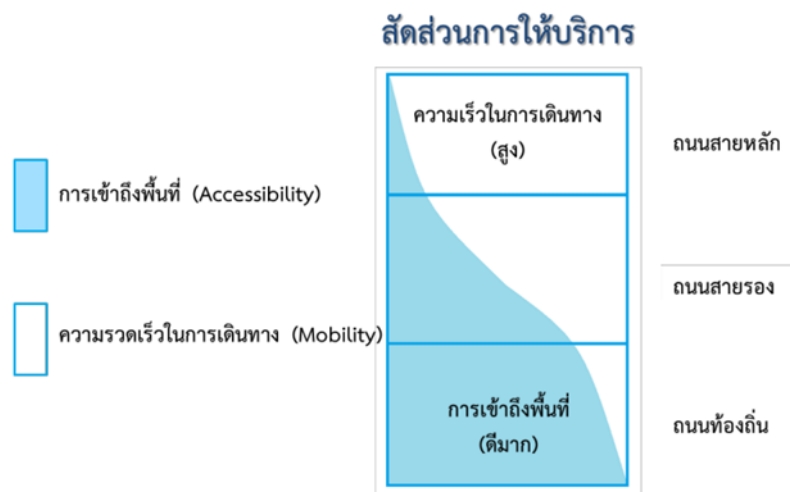 สัดส่วนการให้บริการ
ความเร็วในการเดินทาง
(สูง)
ถนนสายหลัก
การเข้าถึงพื้นที่ (Accessibility)
ถนนสายรอง
ความรวดเร็วในการเดินทาง (Mobility)
การเข้าถึงพื้นที่
(ดีมาก)
ถนนท้องถิ่น